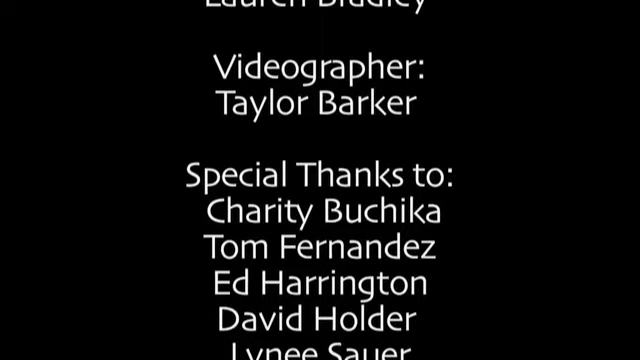 Lauren Bradley
Videographer:
Taylor Barker
Special Thanks to:
Charity Buchika
Tom Fernandez
Ed Harrington
David Holder
Lynee Sauer